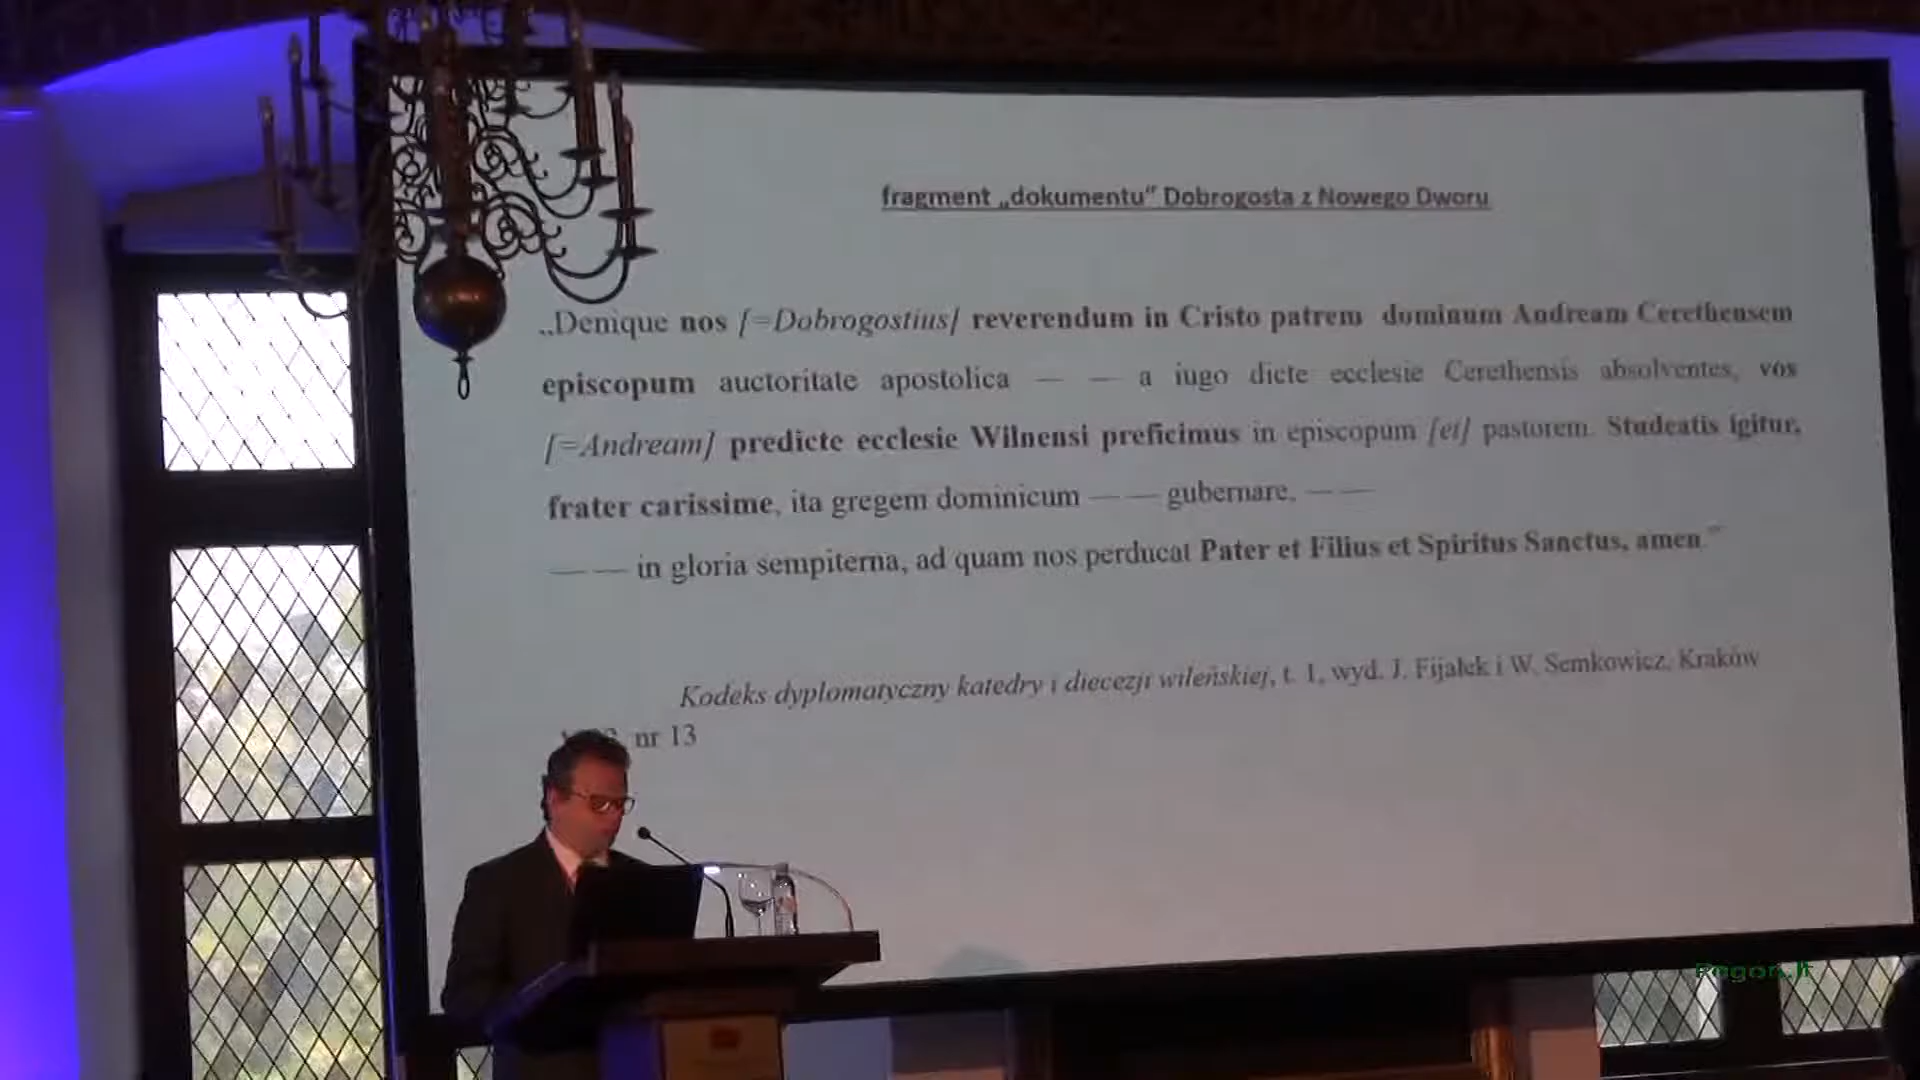 fragment „dokumentu” Dobrogosta z Nowego Dworu
„Denique nos [=Dobrogostius] reverendum in Cristo patrem dominum Andream Cerethensem
episcopum auctoritate apostolica — — a iugo dicte ecclesie Cerethensis absolventes, vos
[=Andream] predicte ecclesie Wilnensi preficimus in episcopum [et] pastorem. Studeatis igitur,
frater carissime, ita gregem dominicum — — gubernare, — —
— — in gloria sempiterna, ad quam nos perducat Pater et Filius et Spiritus Sanctus, amen.”
Kodeks dyplomatyczny katedry i diecezji wileńskiej, t. 1, wyd. J. Fijałek i W. Semkowicz, Kraków
nr 13
Pogon.lt